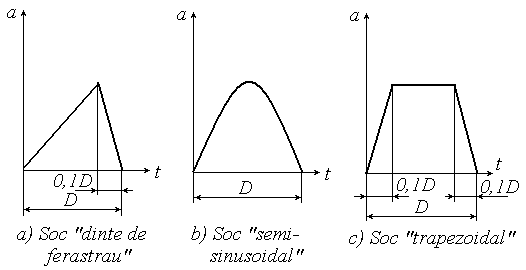 a
t
0,1D
D
a) Soc "dinte de
ferastrau"
a
t
D
b) Soc "semi-
sinusoidal"
a
t
0,1D
0,1D
D
c) Soc "trapezoidal"